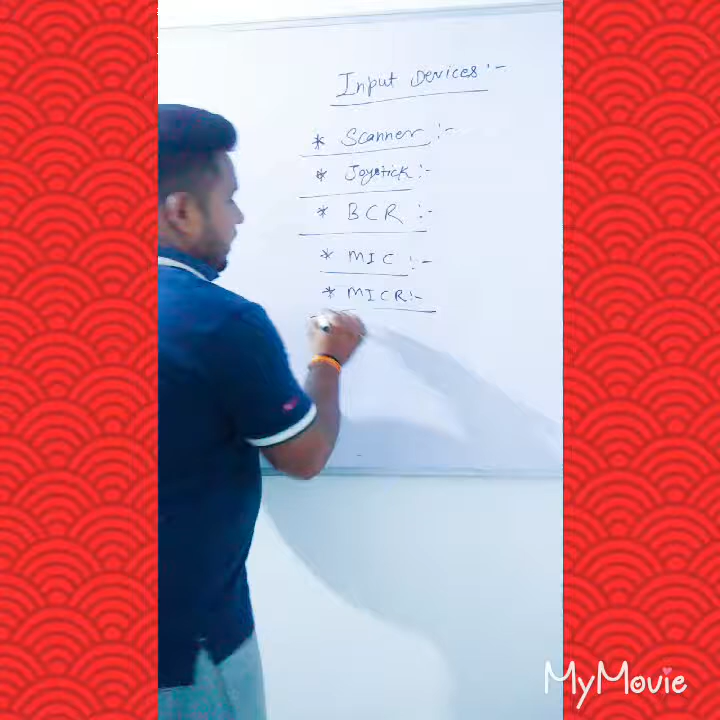 Input Devices :-
* Scanner :-
* Joystick :-
* BCR :-
* MIC :-
* MICR :-
MyMovie